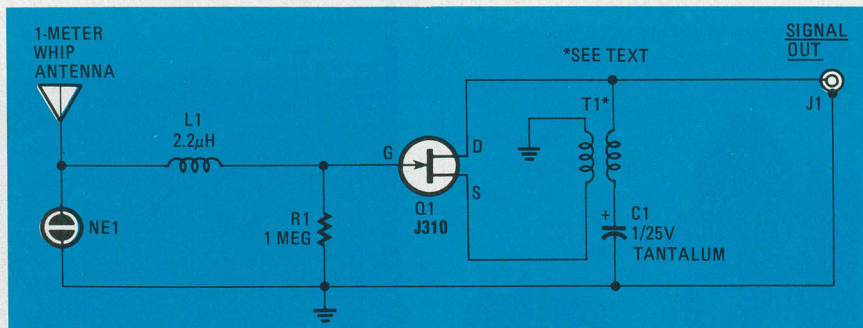 1-METER
WHIP
ANTENNA
L1
2.2μH
NE1
R1
1 MEG
G
D
S
Q1
J310
*SEE TEXT
T1*
+
C1
1/25V
TANTALUM
SIGNAL
OUT
J1